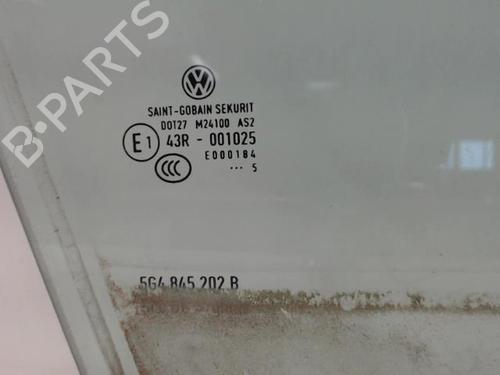 B-PARTS
VW
SAINT-GOBAIN SEKURIT
DOT27 M24100 AS2
E1 43R - 001025
CCC E000184
··· 5
5G4 845 202 B